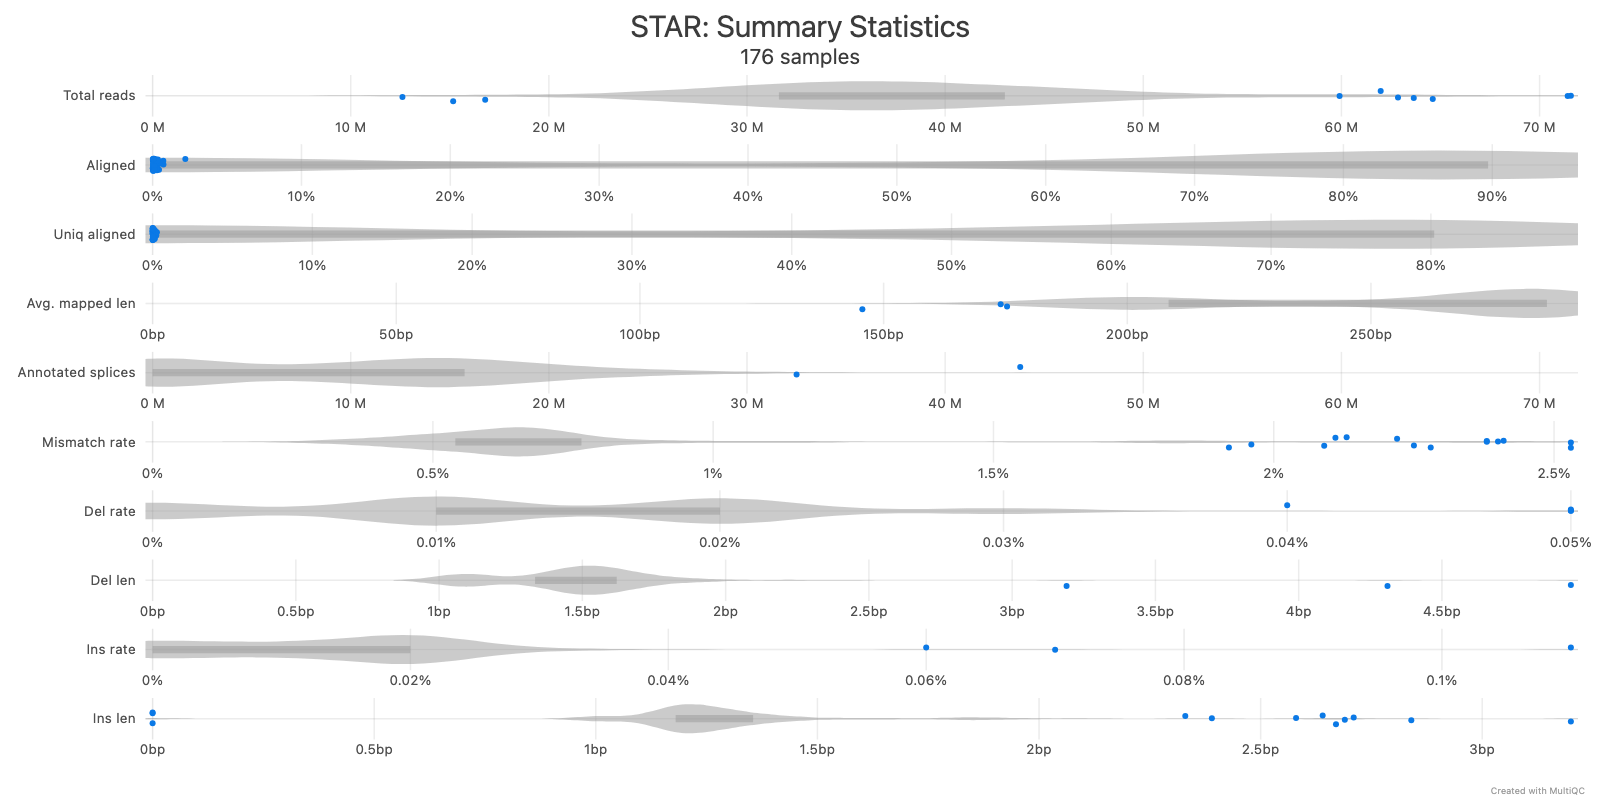 STAR: Summary Statistics
176 samples
Total reads
0 M 10 M 20 M 30 M 40 M 50 M 60 M 70 M
Aligned
0% 10% 20% 30% 40% 50% 60% 70% 80% 90%
Uniq aligned
0% 10% 20% 30% 40% 50% 60% 70% 80%
Avg. mapped len
0bp 50bp 100bp 150bp 200bp 250bp
Annotated splices
0 M 10 M 20 M 30 M 40 M 50 M 60 M 70 M
Mismatch rate
0% 0.5% 1% 1.5% 2% 2.5%
Del rate
0% 0.01% 0.02% 0.03% 0.04% 0.05%
Del len
0bp 0.5bp 1bp 1.5bp 2bp 2.5bp 3bp 3.5bp 4bp 4.5bp
Ins rate
0% 0.02% 0.04% 0.06% 0.08% 0.1%
Ins len
0bp 0.5bp 1bp 1.5bp 2bp 2.5bp 3bp
Created with MultiQC